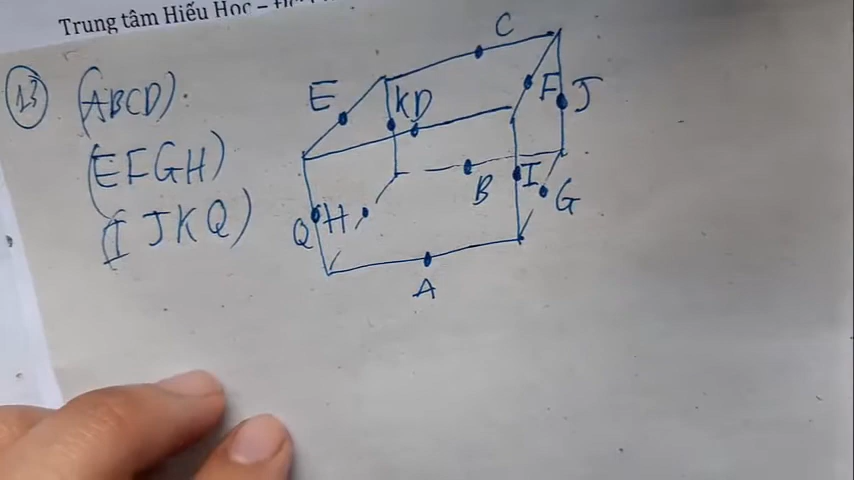 Trung tâm Hiếu Học –
13 (ABCD).
(EFGH)
(IJKQ)
C
E
K D
F J
B I
G
Q H
A